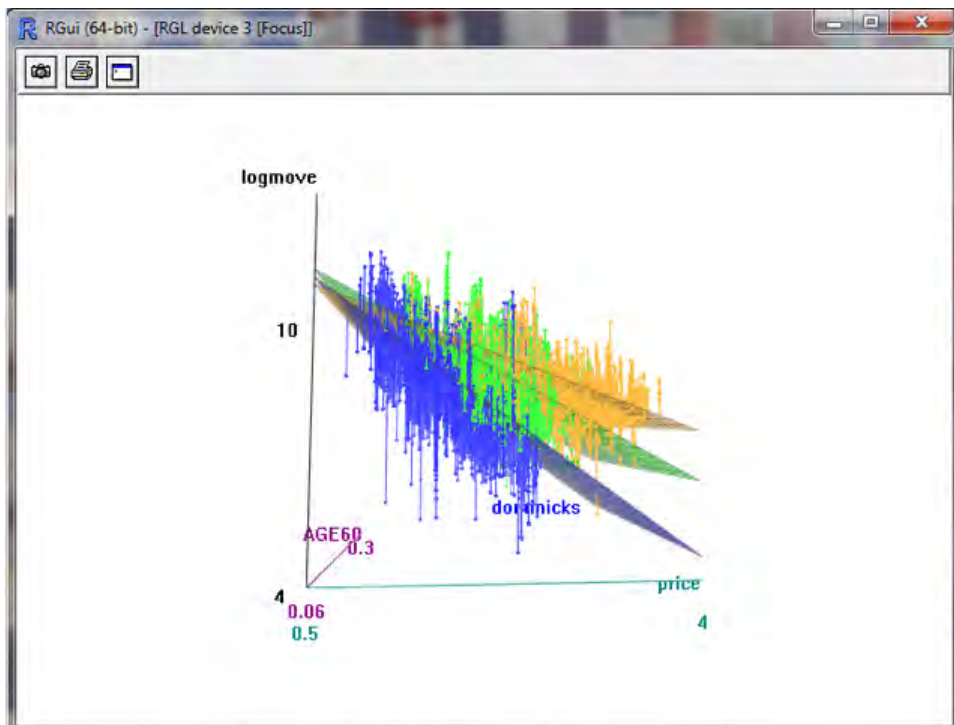 RGui (64-bit) - [RGL device 3 [Focus]]
logmove
10
dominicks
AGE60
0.3
price
4
0.06
0.5
4